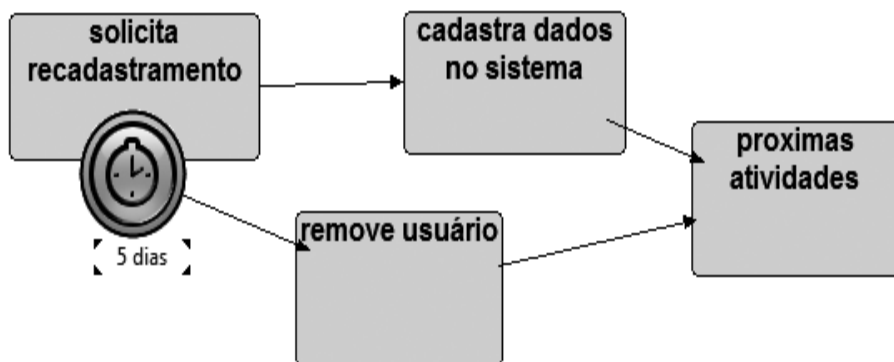 solicita
recadastramento
cadastra dados
no sistema
proximas
atividades
5 dias
remove usuário